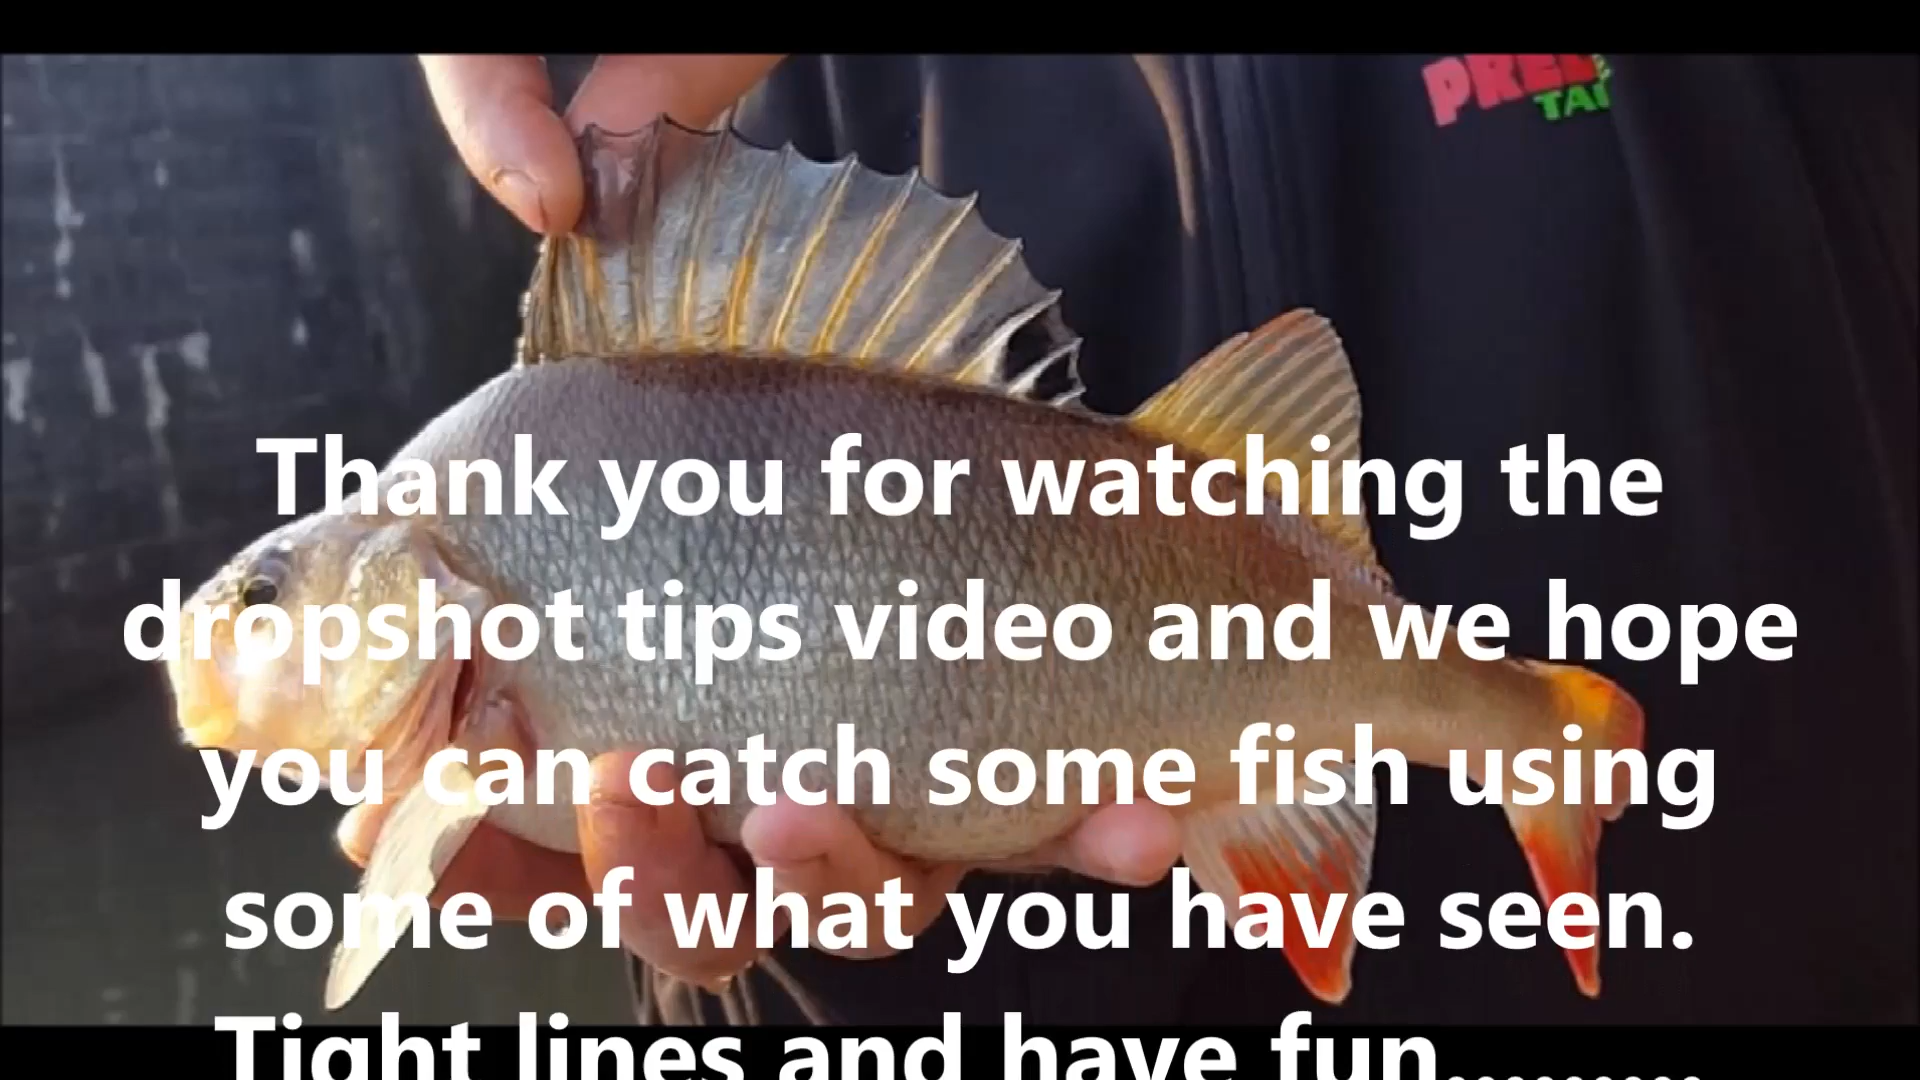 TAI
Thank you for watching the
dropshot tips video and we hope
you can catch some fish using
some of what you have seen.
Tight lines and have fun..........